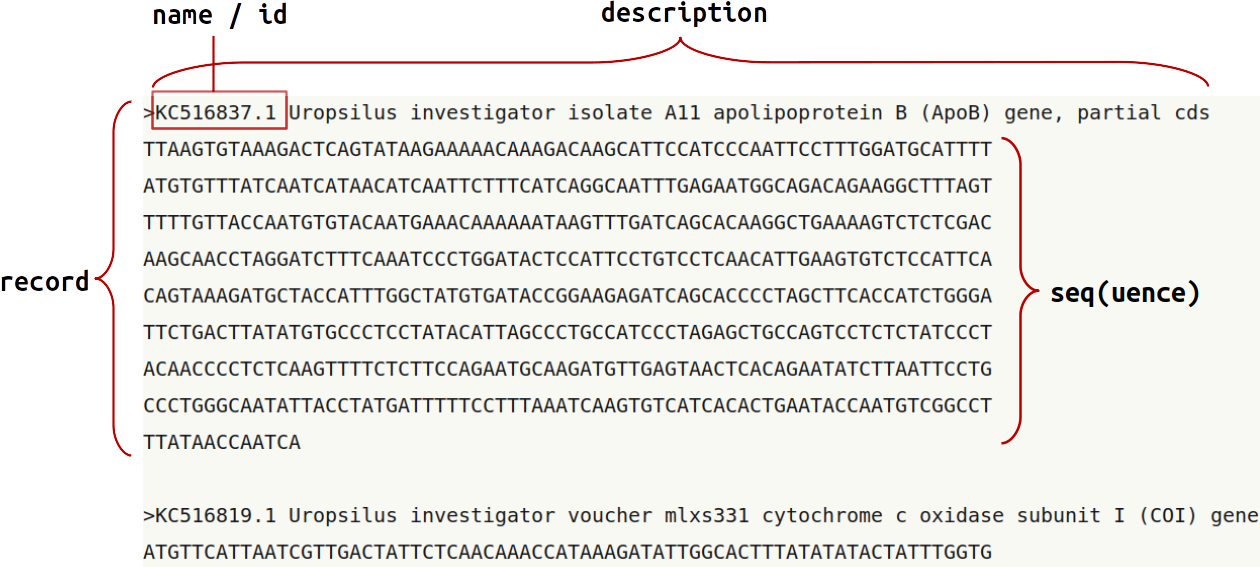 name / id
description
>KC516837.1 Uropsilus investigator isolate A11 apolipoprotein B (ApoB) gene, partial cds
TTAAGTGTAAAGACTCAGTATAAGAAAAACAAAGACAAGCATTCCATCCCAATTCCTTTGGATGCATTTT
ATGTGTTTATCAATCATAACATCAATTCTTTCATCAGGCAATTTGAGAATGGCAGACAGAAGGCTTTAGT
TTTTGTTACCAATGTGTACAATGAAACAAAAAATAAGTTTGATCAGCACAAGGCTGAAAAGTCTCTCGAC
AAGCAACCTAGGATCTTTCAAATCCCTGGATACTCCATTCCTGTCCTCAACATTGAAGTGTCTCCATTCA
record
CAGTAAAGATGCTACCATTTGGCTATGTGATACCGGAAGAGATCAGCACCCCTAGCTTCACCATCTGGGA
seq(uence)
TTCTGACTTATATGTGCCCTCCTATACATTAGCCCTGCCATCCCTAGAGCTGCCAGTCCTCTCTATCCCT
ACAACCCCTCTCAAGTTTTCTCTTCCAGAATGCAAGATGTTGAGTAACTCACAGAATATCTTAATTCCTG
CCCTGGGCAATATTACCTATGATTTTTCCTTTAAATCAAGTGTCATCACACTGAATACCAATGTCGGCCT
TTATAACCAATCA
>KC516819.1 Uropsilus investigator voucher mlxs331 cytochrome c oxidase subunit I (COI) gene
ATGTTCATTAATCGTTGACTATTCTCAACAAACCATAAAGATATTGGCACTTTATATATACTATTTGGTG